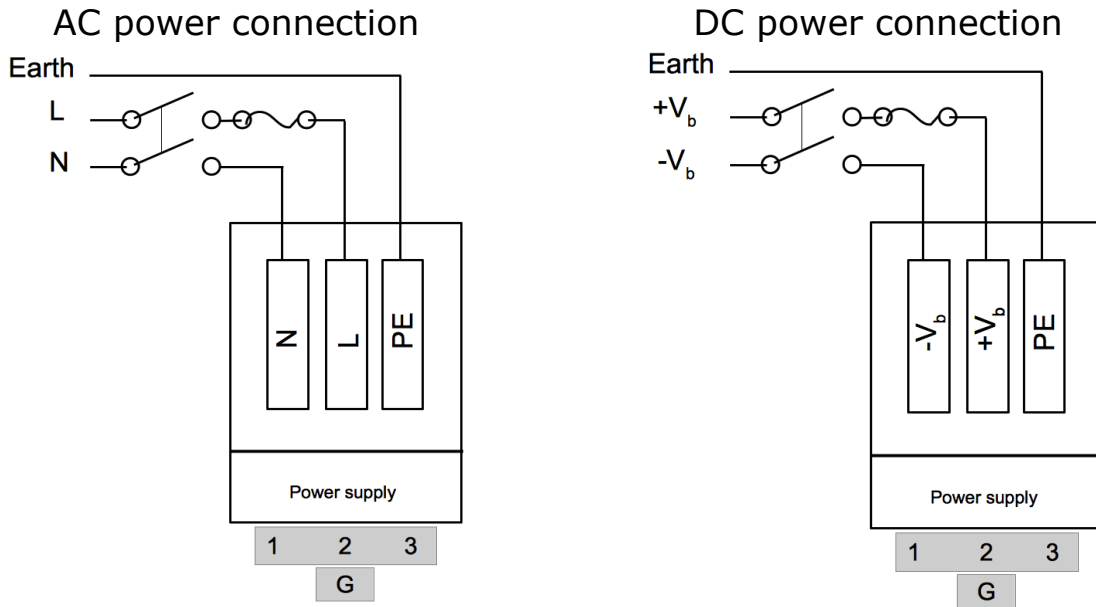 AC power connection
Earth
L
N
N
L
PE
Power supply
1 2 3
G
DC power connection
Earth
+Vb
-Vb
-Vb
+Vb
PE
Power supply
1 2 3
G